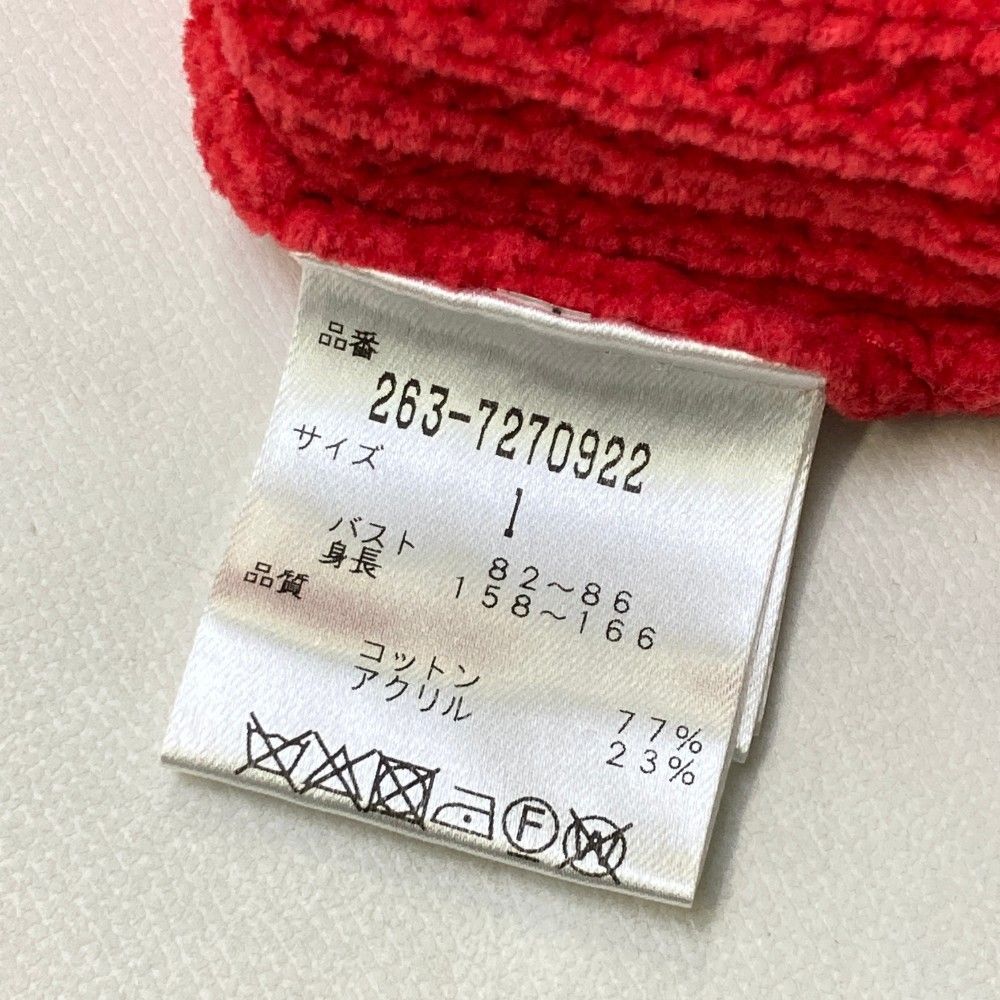 品番
263-7270922
サイズ
1
バスト 82～86
身長 158～166
品質
コットン 77%
アクリル 23%
F W